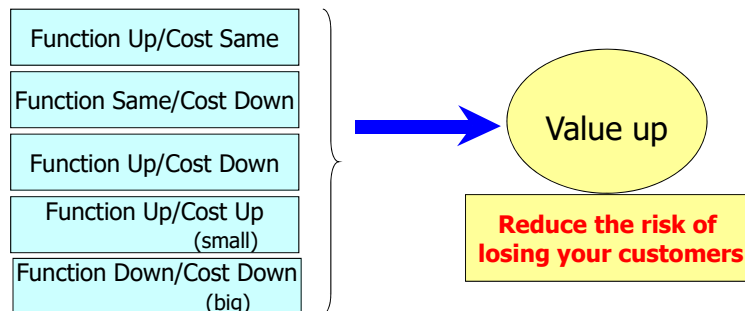 Function Up/Cost Same
Function Same/Cost Down
Function Up/Cost Down
Function Up/Cost Up
(small)
Function Down/Cost Down
(big)
Value up
Reduce the risk of
losing your customers